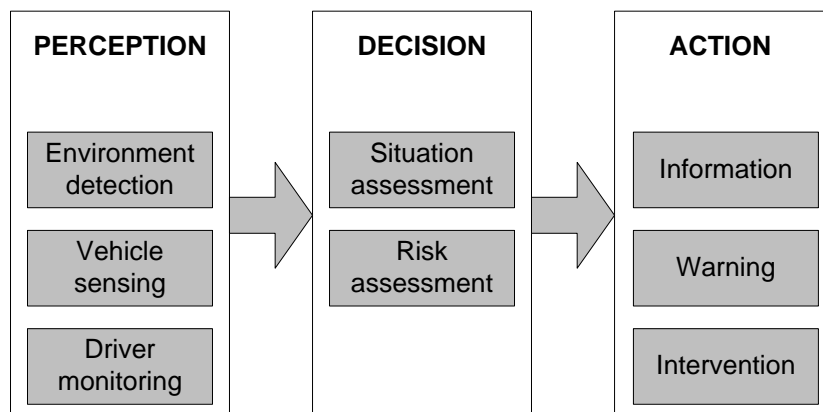 PERCEPTION
Environment
detection
Vehicle
sensing
Driver
monitoring
DECISION
Situation
assessment
Risk
assessment
ACTION
Information
Warning
Intervention